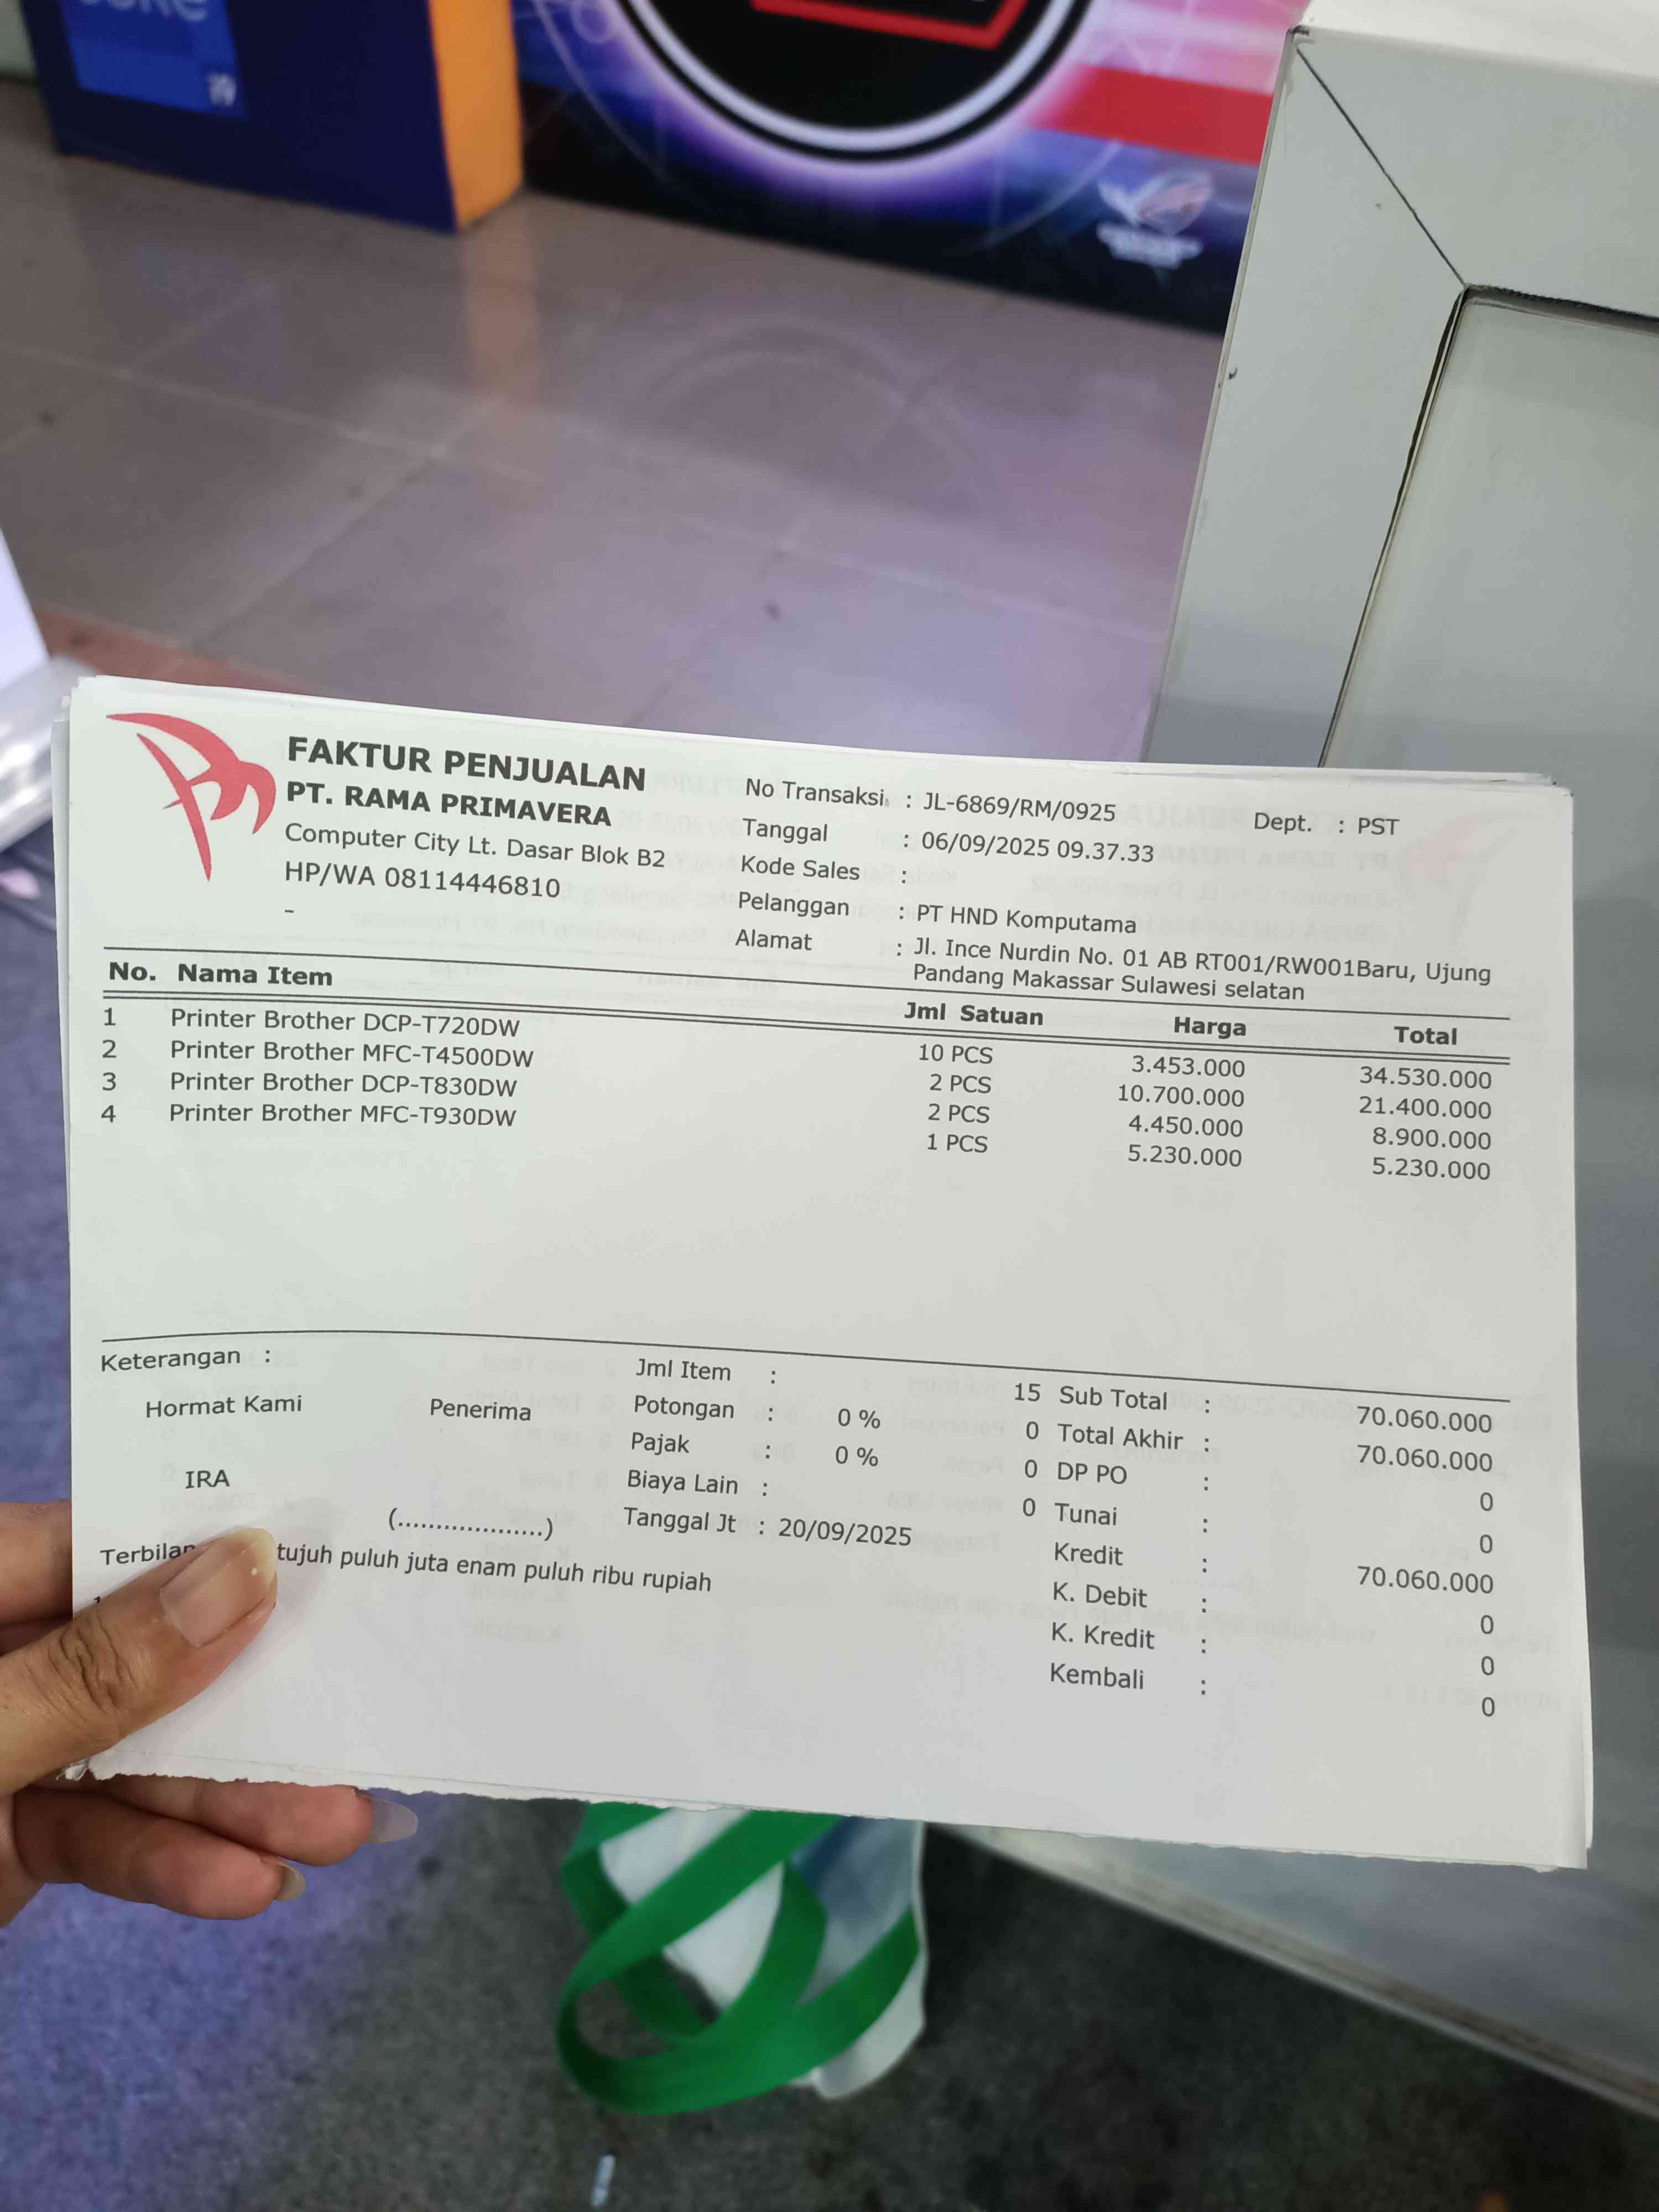 i9
FAKTUR PENJUALAN
PT. RAMA PRIMAVERA
Computer City Lt. Dasar Blok B2
HP/WA 08114446810
-
No Transaksi : JL-6869/RM/0925 Dept. : PST
Tanggal : 06/09/2025 09.37.33
Kode Sales :
Pelanggan : PT HND Komputama
Alamat : Jl. Ince Nurdin No. 01 AB RT001/RW001Baru, Ujung
Pandang Makassar Sulawesi selatan
No. Nama Item Jml Satuan Harga Total
1 Printer Brother DCP-T720DW 10 PCS 3.453.000 34.530.000
2 Printer Brother MFC-T4500DW 2 PCS 10.700.000 21.400.000
3 Printer Brother DCP-T830DW 2 PCS 4.450.000 8.900.000
4 Printer Brother MFC-T930DW 1 PCS 5.230.000 5.230.000
Keterangan :
Hormat Kami Penerima
IRA
(...................)
Jml Item : 15
Potongan : 0 % 0
Pajak : 0 % 0
Biaya Lain : 0
Tanggal Jt : 20/09/2025
Sub Total : 70.060.000
Total Akhir : 70.060.000
DP PO : 0
Tunai : 0
Kredit : 70.060.000
K. Debit : 0
K. Kredit : 0
Kembali : 0
tujuh puluh juta enam puluh ribu rupiah